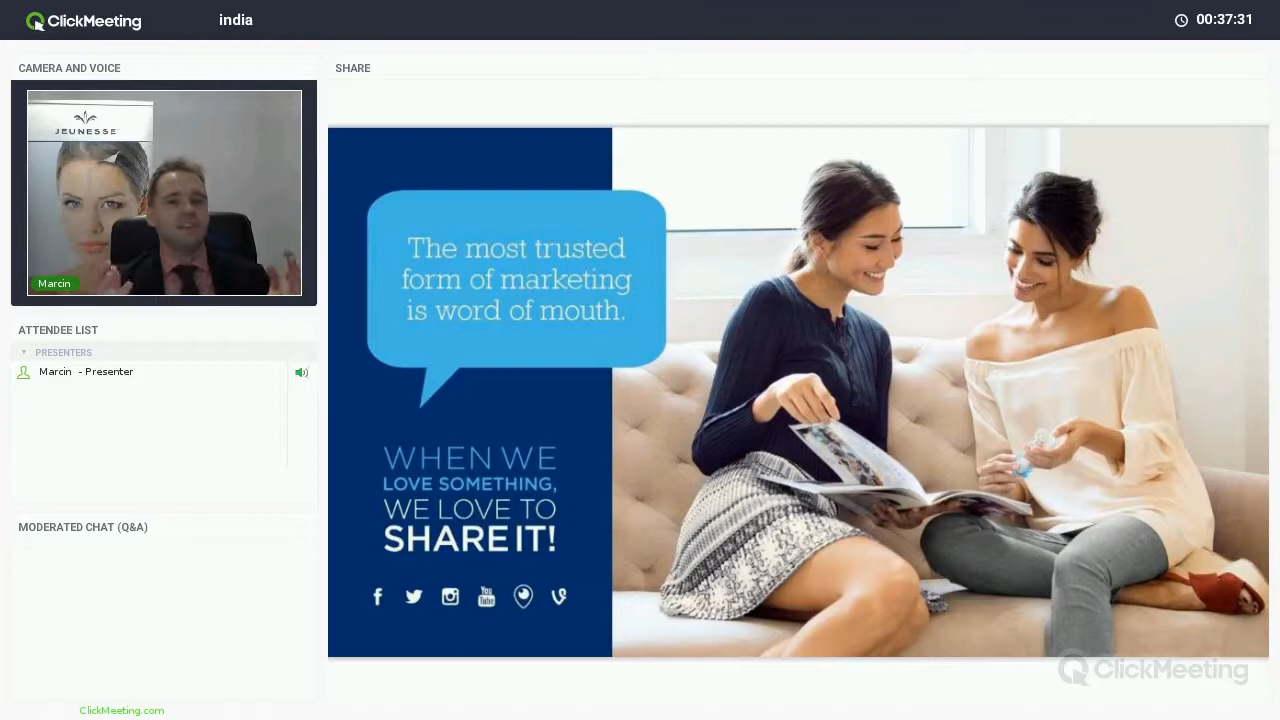 ClickMeeting
india
00:37:31
CAMERA AND VOICE
JEUNESSE
Marcin
ATTENDEE LIST
PRESENTERS
Marcin - Presenter
MODERATED CHAT (Q&A)
ClickMeeting.com
SHARE
The most trusted
form of marketing
is word of mouth.
WHEN WE
LOVE SOMETHING,
WE LOVE TO
SHARE IT!
You
Tube
ClickMeeting